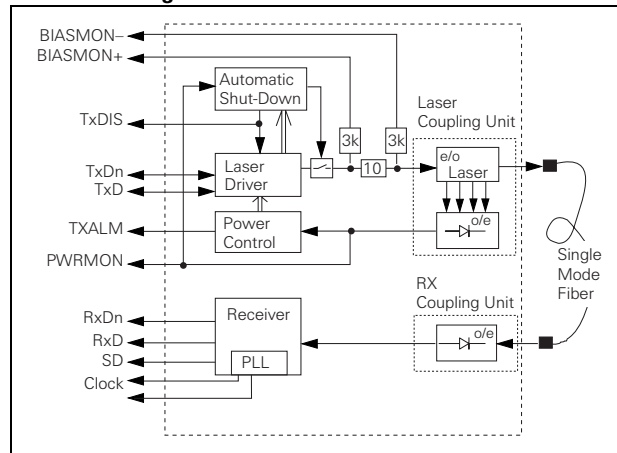 BIASMON–
BIASMON+
Automatic
Shut-Down
Laser
Coupling Unit
TxDIS
3k
3k
e/o
Laser
TxDn
TxD
Laser
Driver
10
o/e
TXALM
Power
Control
PWRMON
Single
Mode
Fiber
RX
Coupling Unit
RxDn
RxD
SD
Clock
Receiver
PLL
o/e